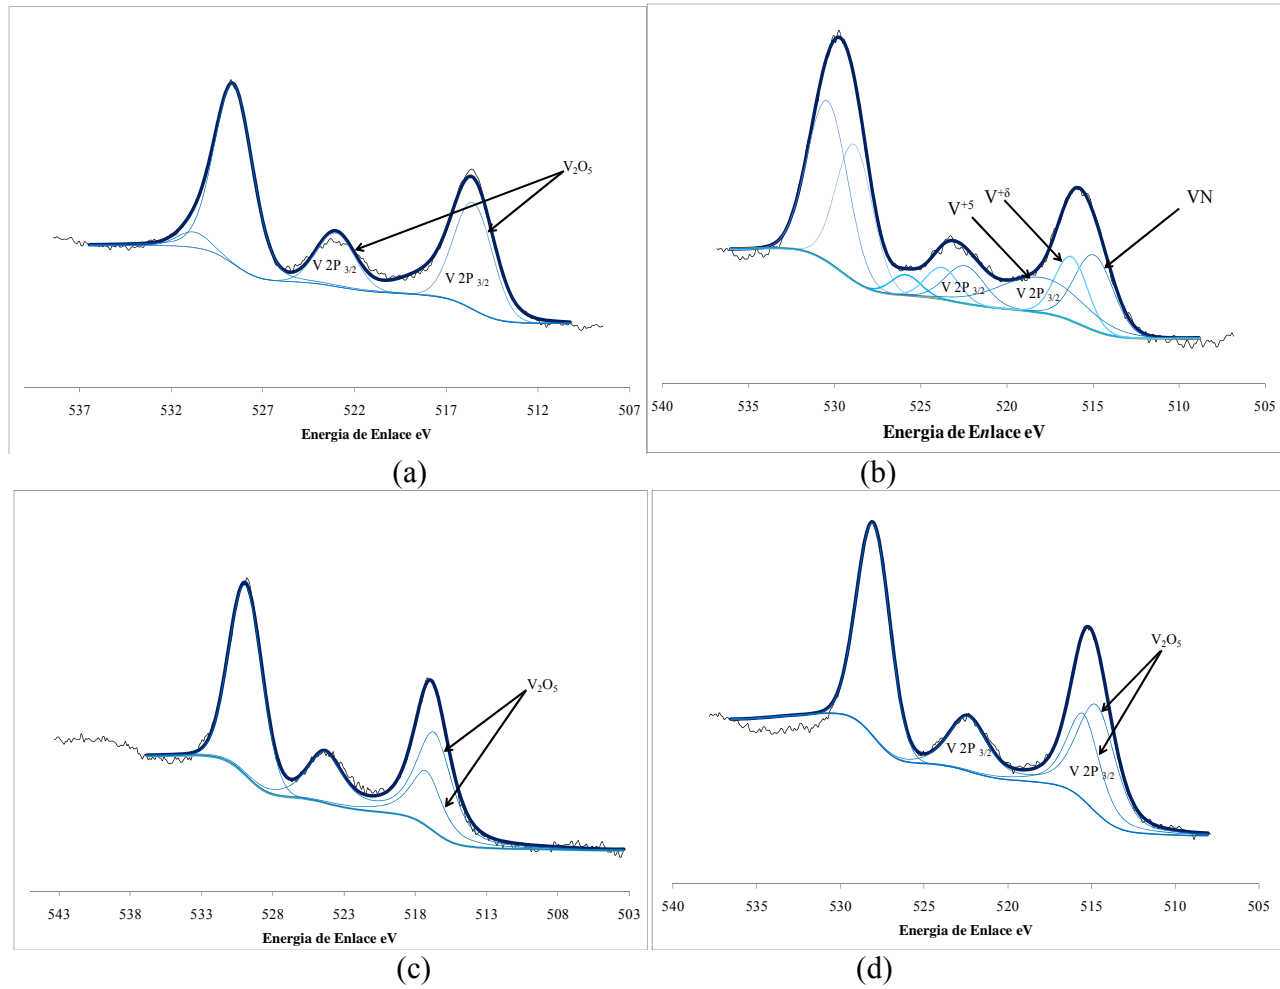 V₂O₅
V 2P 3/2
V 2P 3/2
537 532 527 522 517 512 507
Energia de Enlace eV
(a)
V+5
V+δ
VN
V 2P 3/2
V 2P 3/2
540 535 530 525 520 515 510 505
Energia de Enlace eV
(b)
V₂O₅
543 538 533 528 523 518 513 508 503
Energia de Enlace eV
(c)
V₂O₅
V 2P 3/2
V 2P 3/2
540 535 530 525 520 515 510 505
Energia de Enlace eV
(d)